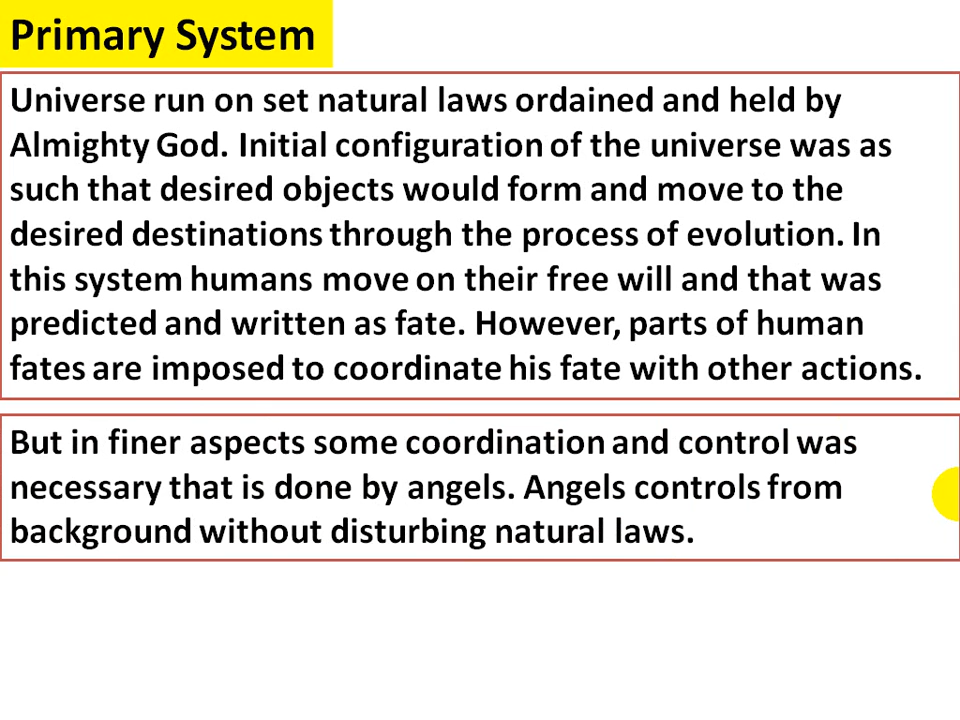 Primary System
Universe run on set natural laws ordained and held by
Almighty God. Initial configuration of the universe was as
such that desired objects would form and move to the
desired destinations through the process of evolution. In
this system humans move on their free will and that was
predicted and written as fate. However, parts of human
fates are imposed to coordinate his fate with other actions.
But in finer aspects some coordination and control was
necessary that is done by angels. Angels controls from
background without disturbing natural laws.